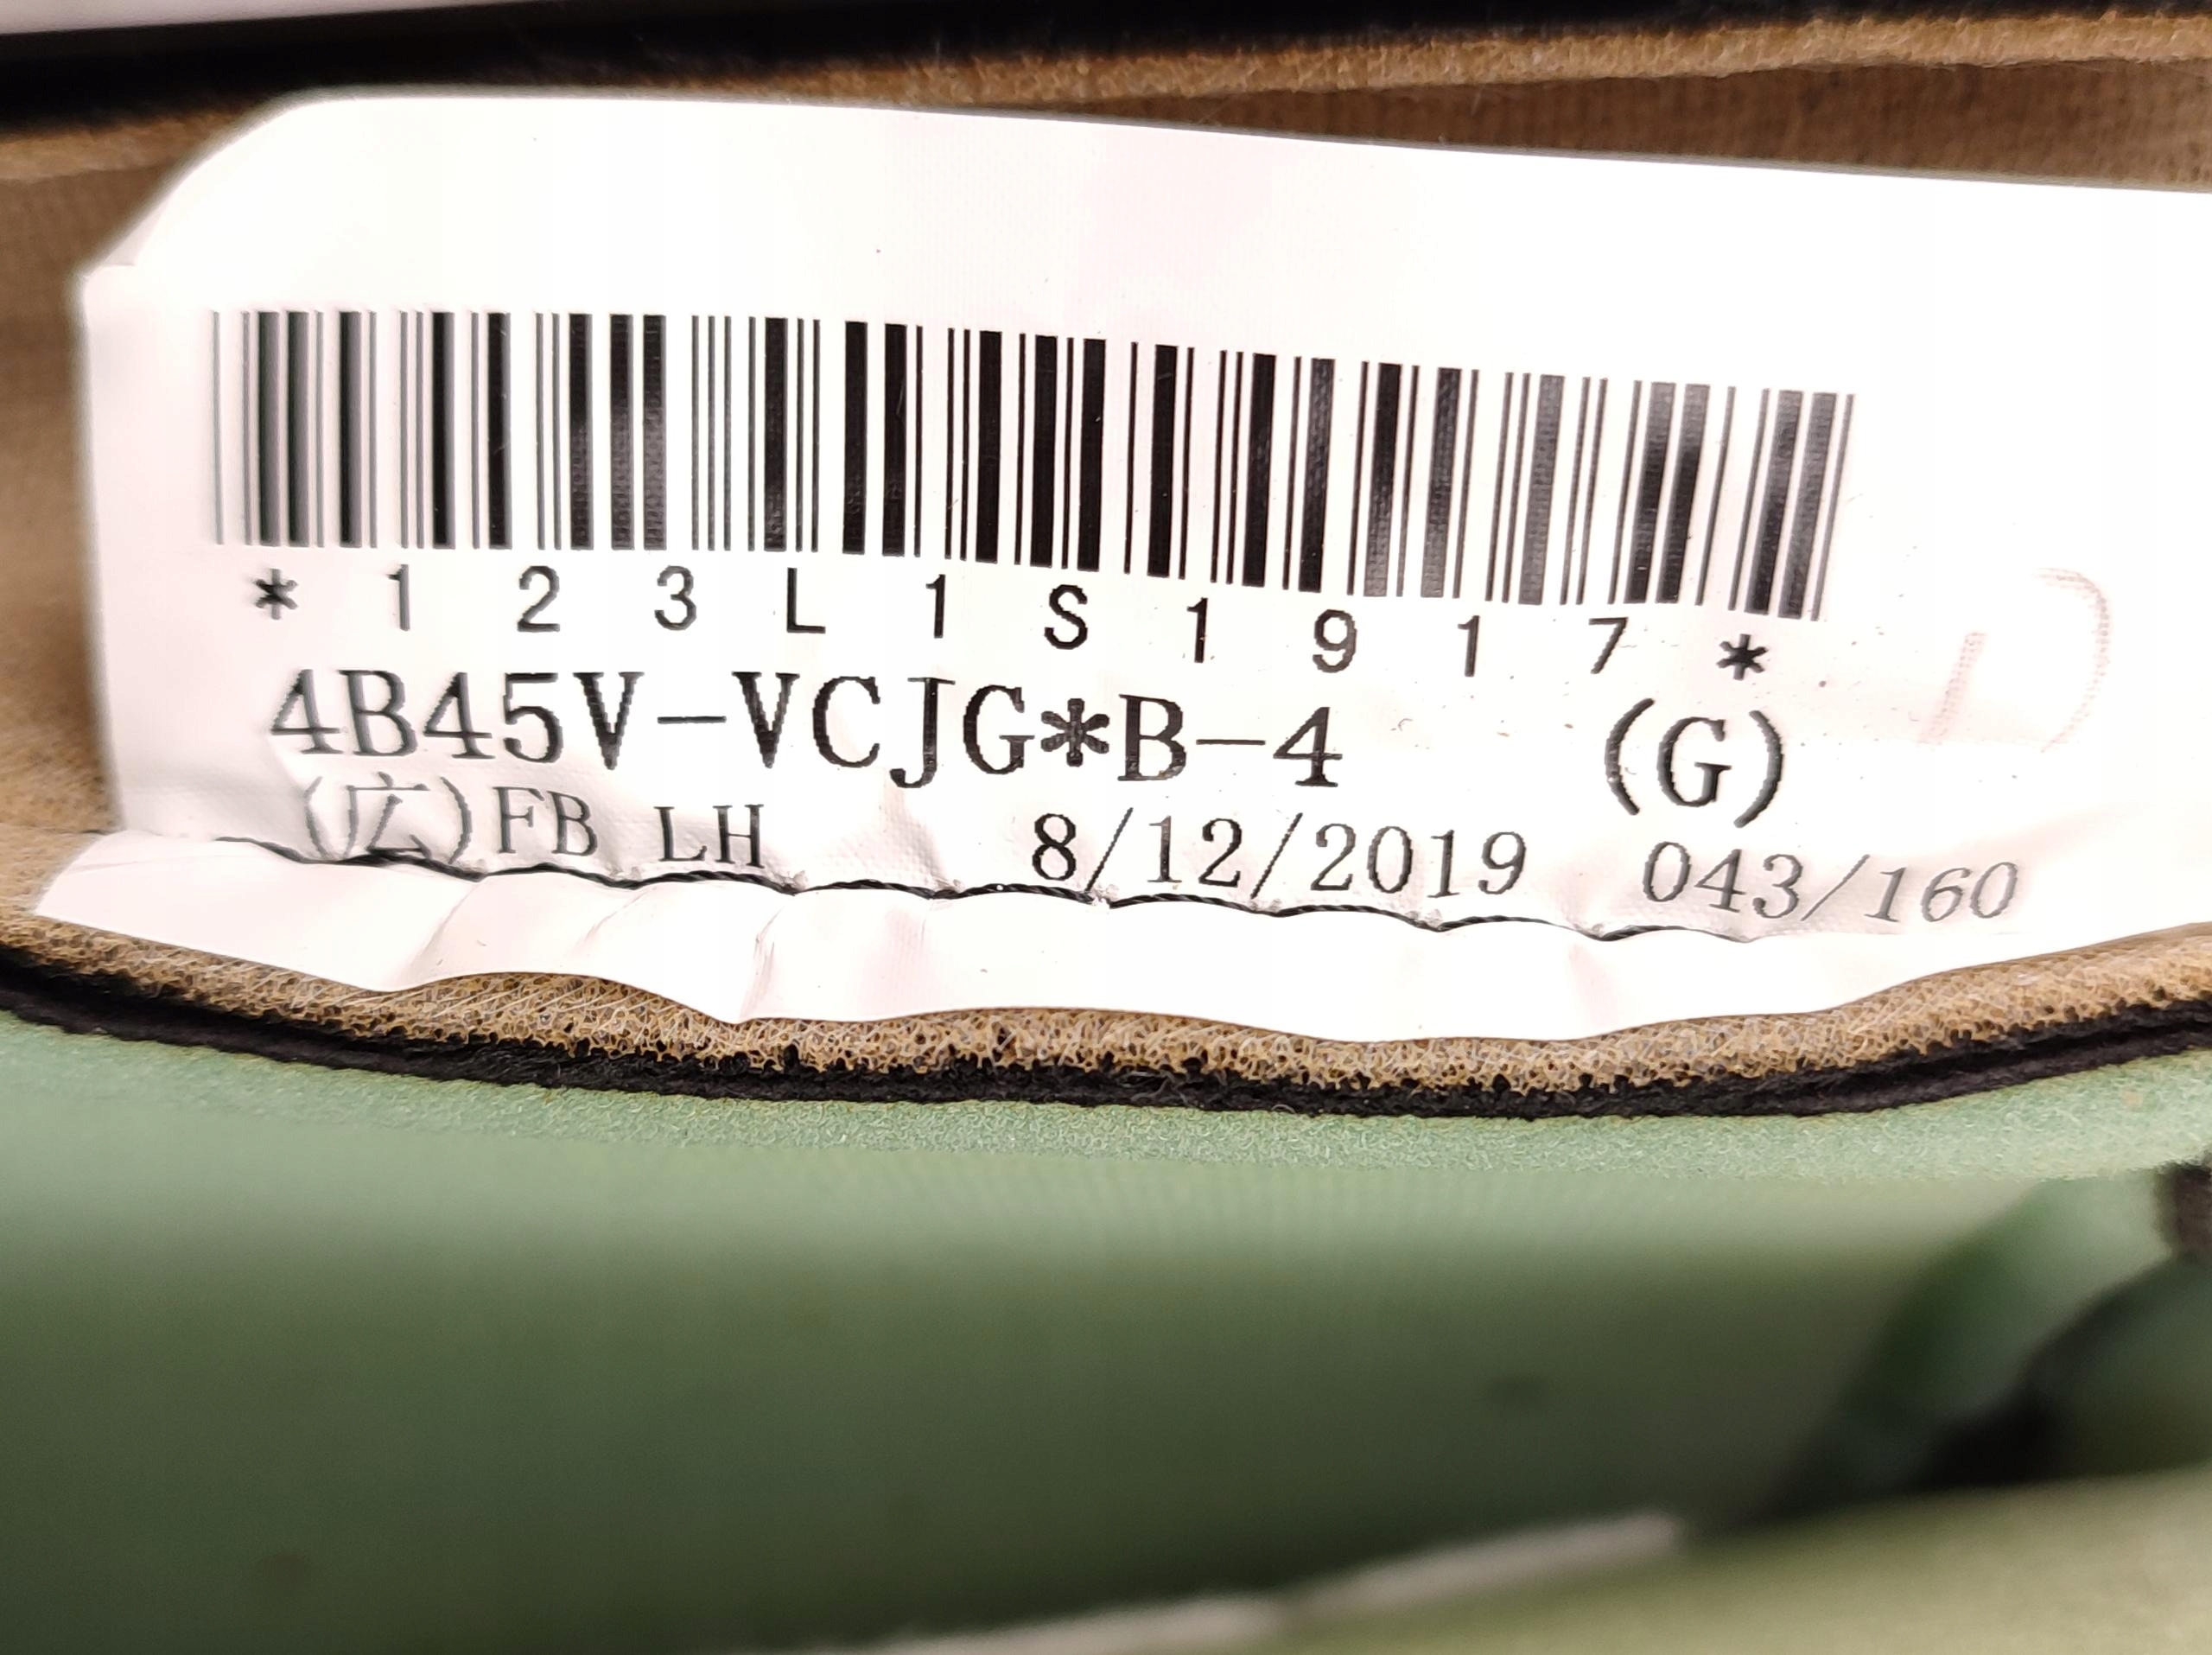 *123L1S1917*
4B45V-VCJG*B-4 (G)
(広)FB LH 8/12/2019 043/160